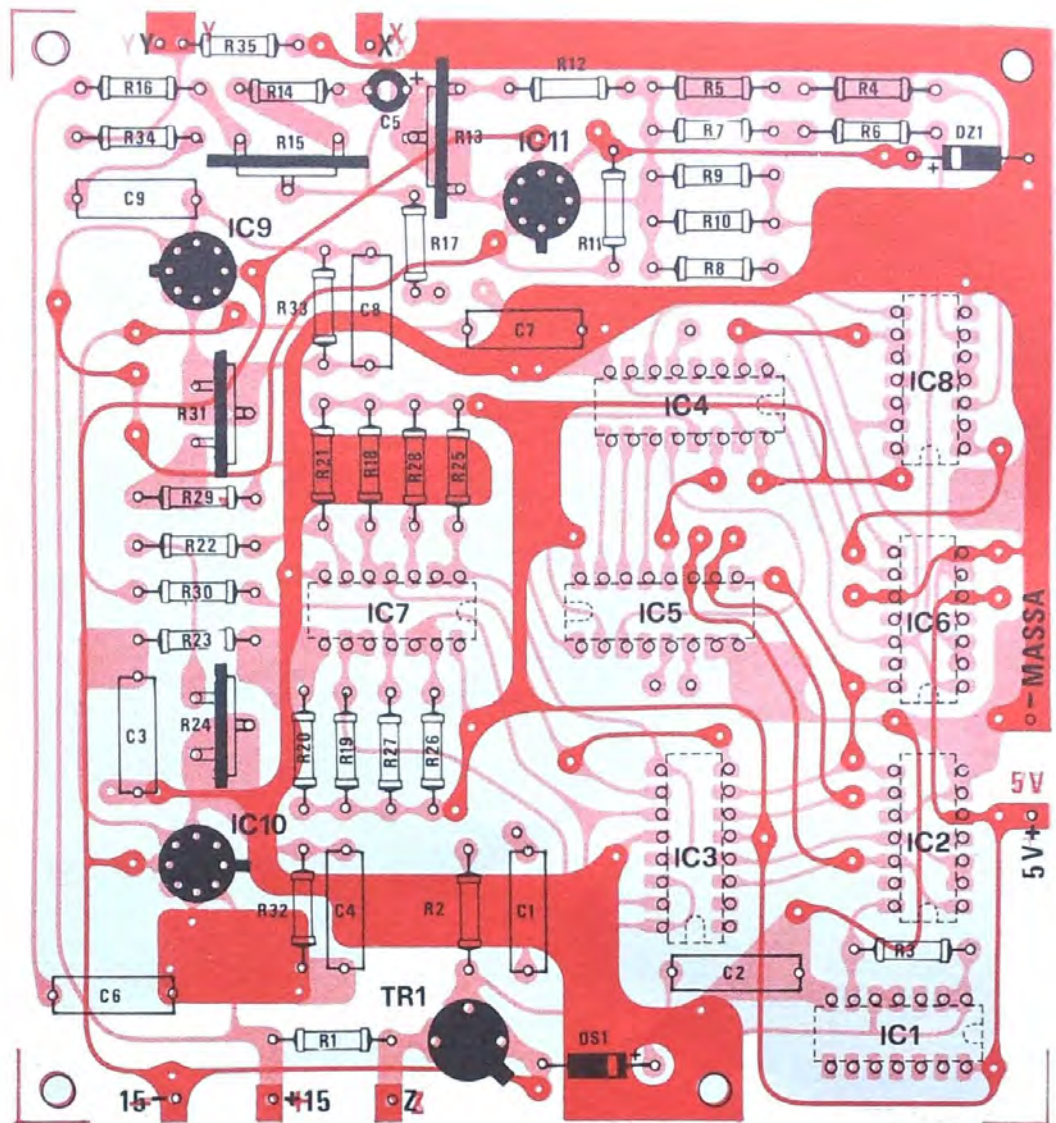 Y Y
R35
X X
R16
R14
C5
+
R13
R12
R5
R4
R34
R15
IC11
R7
R6
DZ1
+
C9
IC9
R17
R11
R9
R10
R8
R33
C8
C7
IC8
IC4
R31
R21
R18
R28
R25
R29
R22
R30
R23
IC7
IC5
IC6
-MASSA
C3
R24
R20
R19
R27
R26
5V
5V+
IC10
IC3
IC2
R32
C4
R2
C1
R3
C6
TR1
C2
R1
DS1
+
IC1
15-
+15
Z